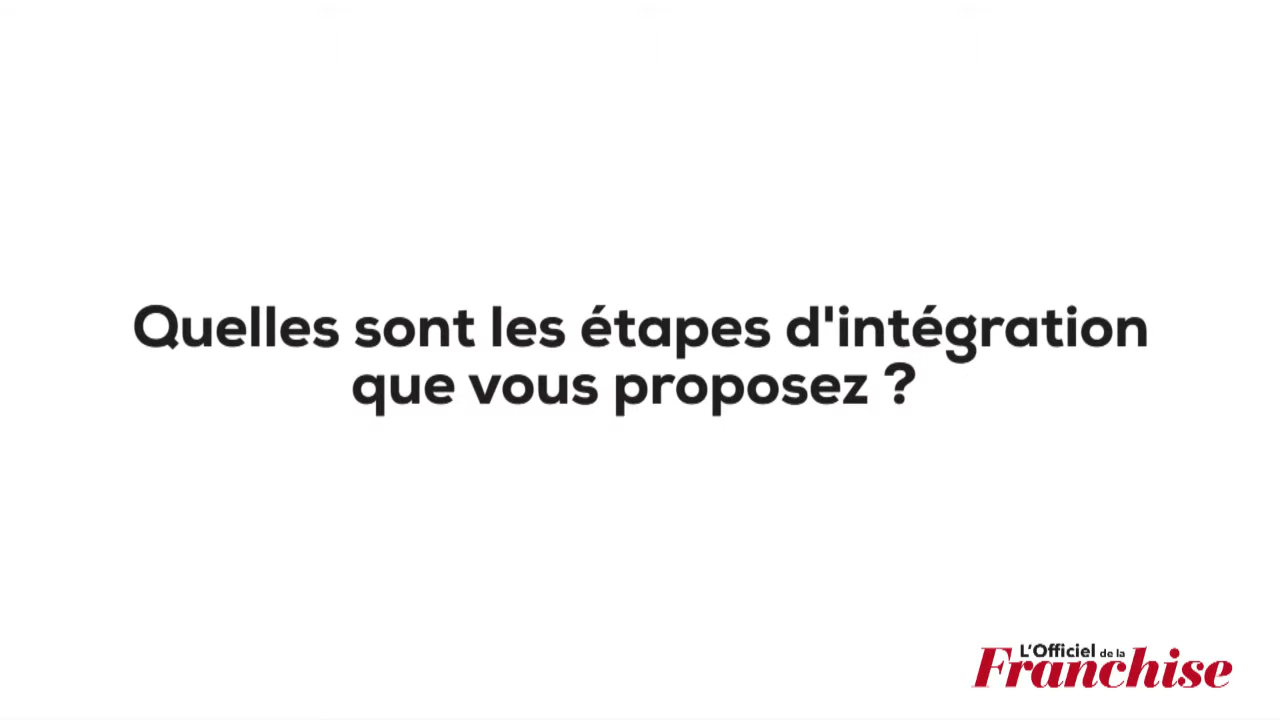 Quelles sont les étapes d'intégration
que vous proposez ?
L'Officiel de la
Franchise